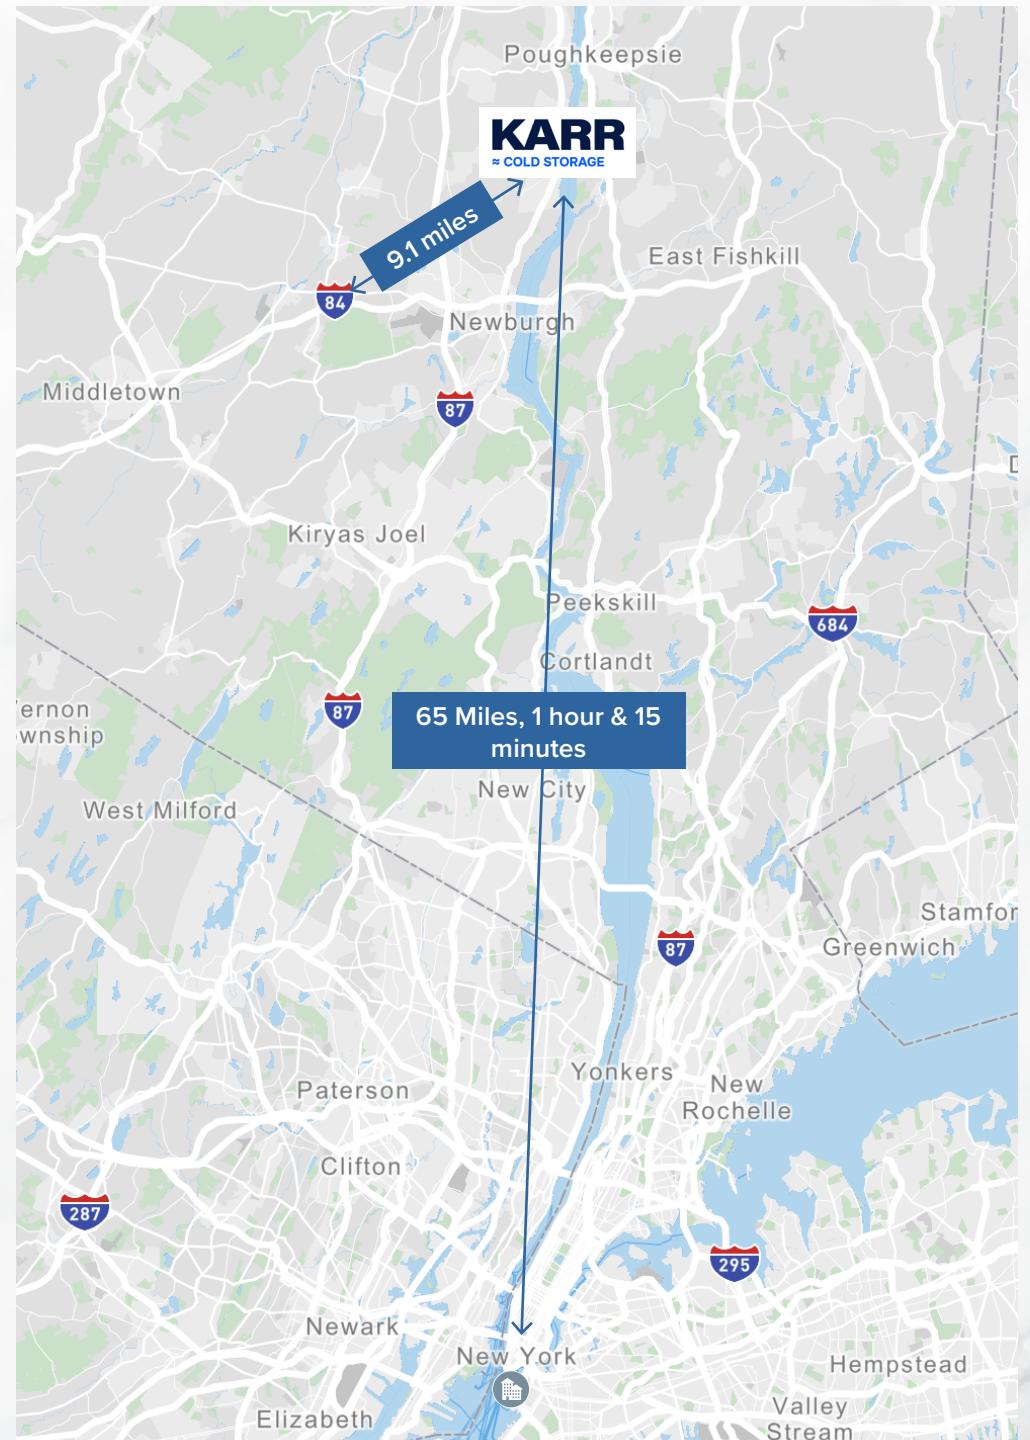 Poughkeepsie
KARR
≈ COLD STORAGE
9.1 miles
East Fishkill
84
Newburgh
Middletown
87
D
Kiryas Joel
Peekskill
684
Cortlandt
87
ernon
wnship
65 Miles, 1 hour & 15
minutes
New City
West Milford
Stamfor
Greenwich
87
Yonkers
New
Rochelle
Paterson
Clifton
287
295
Newark
New York
Hempstead
Elizabeth
Valley
Stream